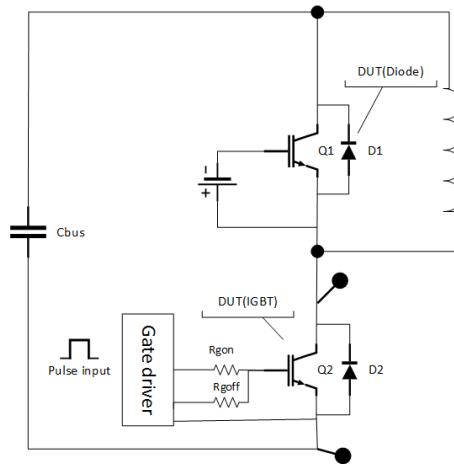 DUT(Diode)
Q1
D1
-
+
Cbus
DUT(IGBT)
Pulse input
Gate driver
Rgon
Rgoff
Q2
D2